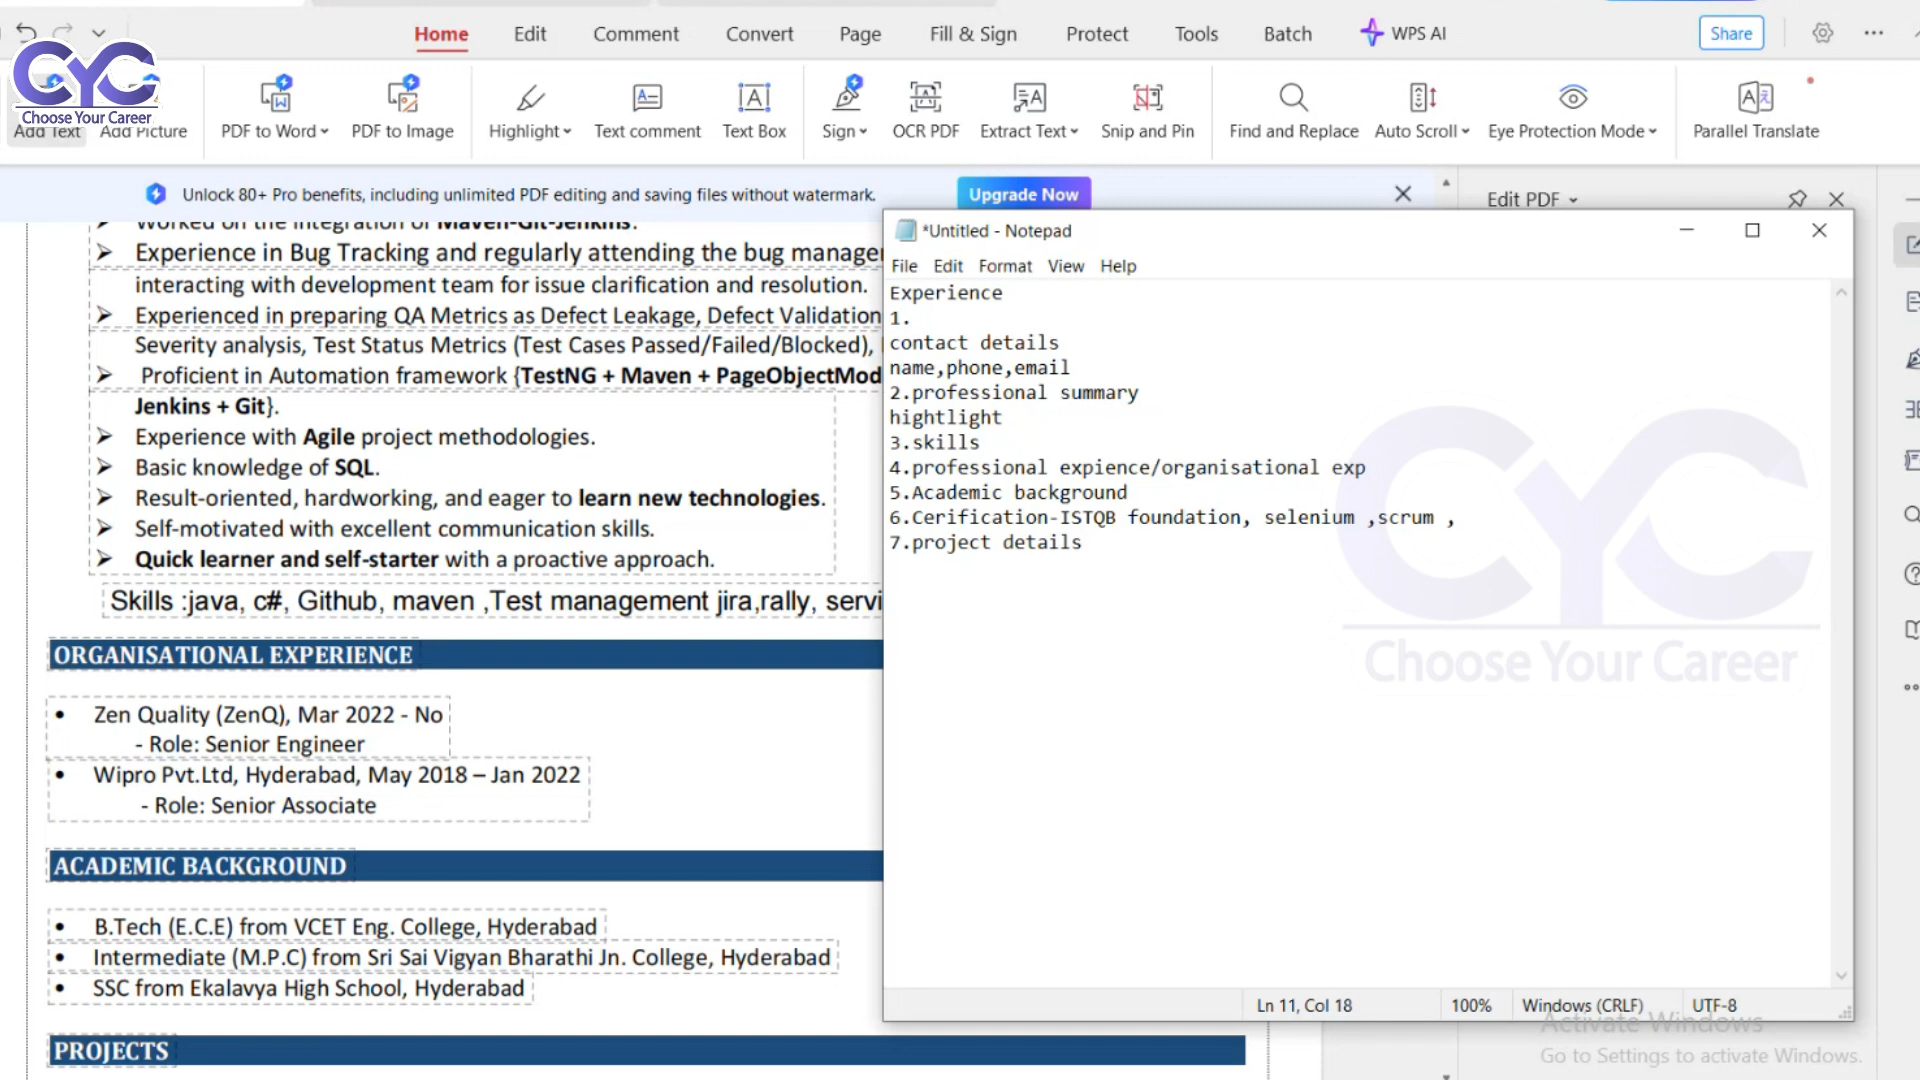 Home Edit Comment Convert Page Fill & Sign Protect Tools Batch WPS AI Share
CYC
Choose Your Career
Add Text Add Picture PDF to Word PDF to Image Highlight Text comment Text Box Sign OCR PDF Extract Text Snip and Pin Find and Replace Auto Scroll Eye Protection Mode Parallel Translate
Unlock 80+ Pro benefits, including unlimited PDF editing and saving files without watermark. Upgrade Now
Edit PDF
Worked on the integration of Maven-Git-Jenkins.
Experience in Bug Tracking and regularly attending the bug manage
interacting with development team for issue clarification and resolution.
Experienced in preparing QA Metrics as Defect Leakage, Defect Validation
Severity analysis, Test Status Metrics (Test Cases Passed/Failed/Blocked),
Proficient in Automation framework {TestNG + Maven + PageObjectMod
Jenkins + Git}.
Experience with Agile project methodologies.
Basic knowledge of SQL.
Result-oriented, hardworking, and eager to learn new technologies.
Self-motivated with excellent communication skills.
Quick learner and self-starter with a proactive approach.
Skills :java, c#, Github, maven ,Test management jira,rally, servi
ORGANISATIONAL EXPERIENCE
• Zen Quality (ZenQ), Mar 2022 - No
- Role: Senior Engineer
• Wipro Pvt.Ltd, Hyderabad, May 2018 – Jan 2022
- Role: Senior Associate
ACADEMIC BACKGROUND
• B.Tech (E.C.E) from VCET Eng. College, Hyderabad
• Intermediate (M.P.C) from Sri Sai Vigyan Bharathi Jn. College, Hyderabad
• SSC from Ekalavya High School, Hyderabad
PROJECTS
*Untitled - Notepad
File Edit Format View Help
Experience
1.
contact details
name,phone,email
2.professional summary
hightlight
3.skills
4.professional expience/organisational exp
5.Academic background
6.Cerification-ISTQB foundation, selenium ,scrum ,
7.project details
CYC
Choose Your Career
Ln 11, Col 18 100% Windows (CRLF) UTF-8
Activate Windows
Go to Settings to activate Windows.